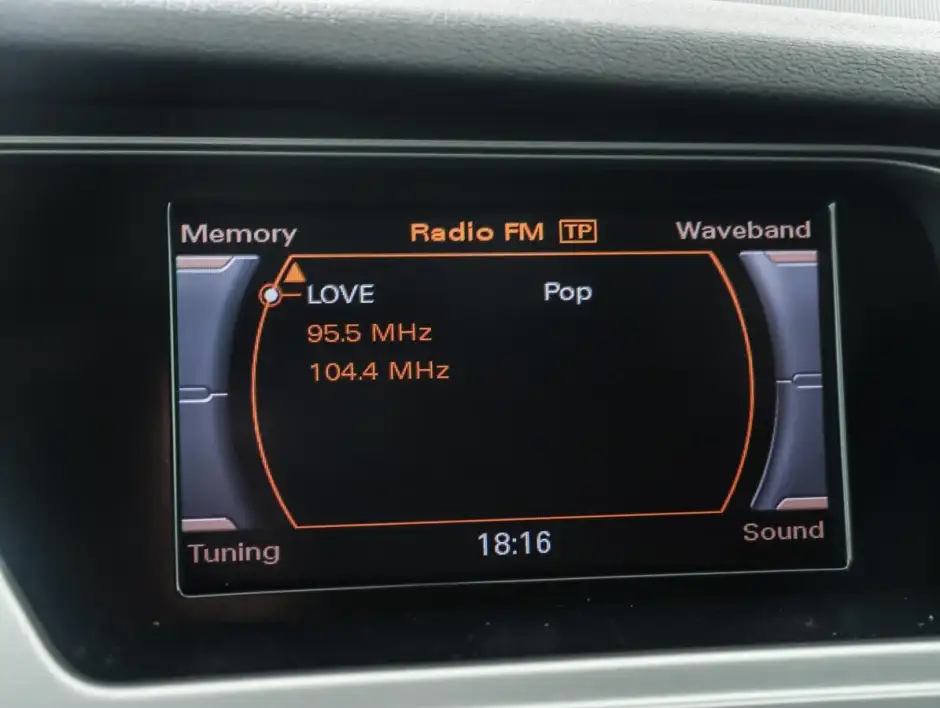 Memory Radio FM TP Waveband
LOVE Pop
95.5 MHz
104.4 MHz
Tuning 18:16 Sound